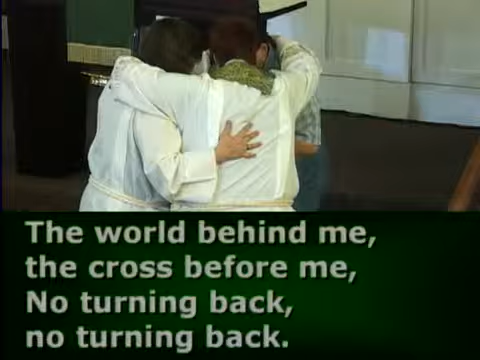 The world behind me,
the cross before me,
No turning back,
no turning back.